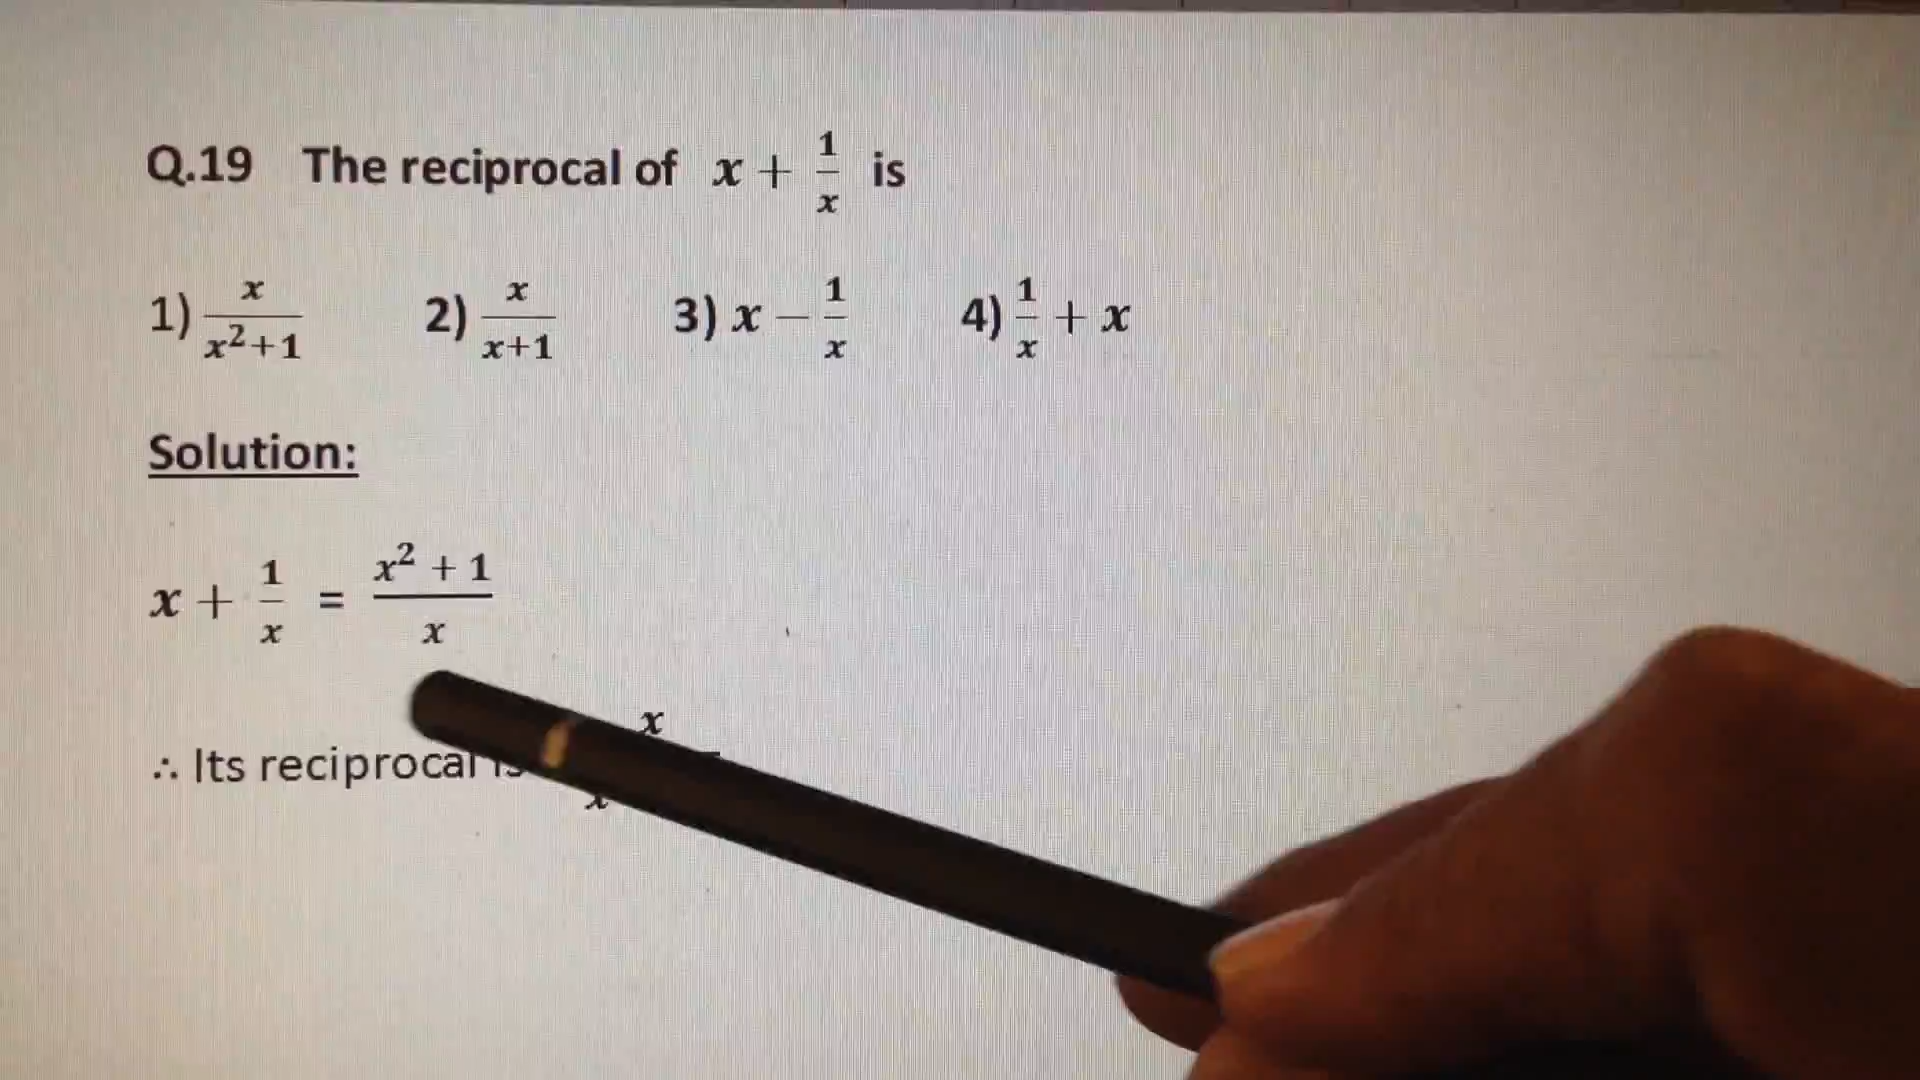 Q.19 The reciprocal of x + 1/x is
1) x/(x²+1) 2) x/(x+1) 3) x − 1/x 4) 1/x + x
Solution:
x + 1/x = (x² + 1)/x
∴ Its reciprocal is x